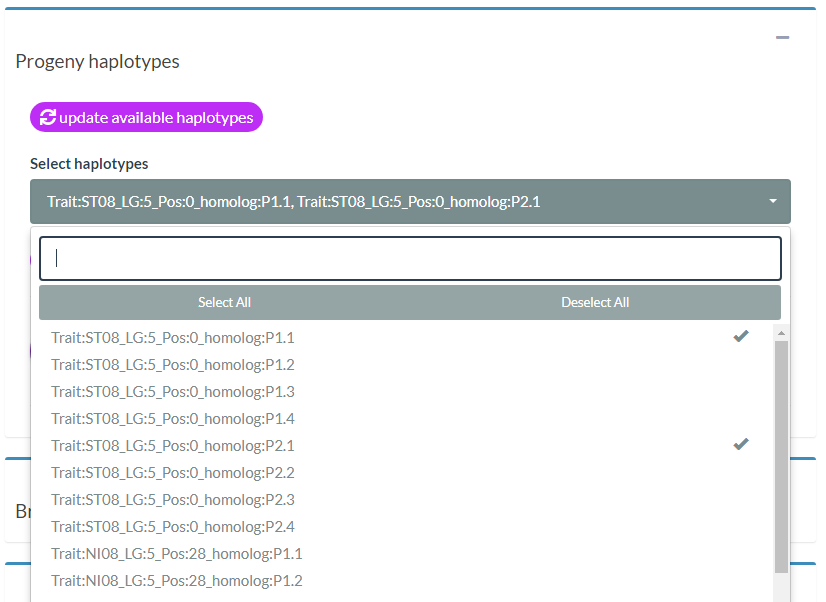 Progeny haplotypes
update available haplotypes
Select haplotypes
Trait:ST08_LG:5_Pos:0_homolog:P1.1, Trait:ST08_LG:5_Pos:0_homolog:P2.1
Select All Deselect All
Trait:ST08_LG:5_Pos:0_homolog:P1.1
Trait:ST08_LG:5_Pos:0_homolog:P1.2
Trait:ST08_LG:5_Pos:0_homolog:P1.3
Trait:ST08_LG:5_Pos:0_homolog:P1.4
Trait:ST08_LG:5_Pos:0_homolog:P2.1
Trait:ST08_LG:5_Pos:0_homolog:P2.2
Trait:ST08_LG:5_Pos:0_homolog:P2.3
Trait:ST08_LG:5_Pos:0_homolog:P2.4
Trait:NI08_LG:5_Pos:28_homolog:P1.1
Trait:NI08_LG:5_Pos:28_homolog:P1.2